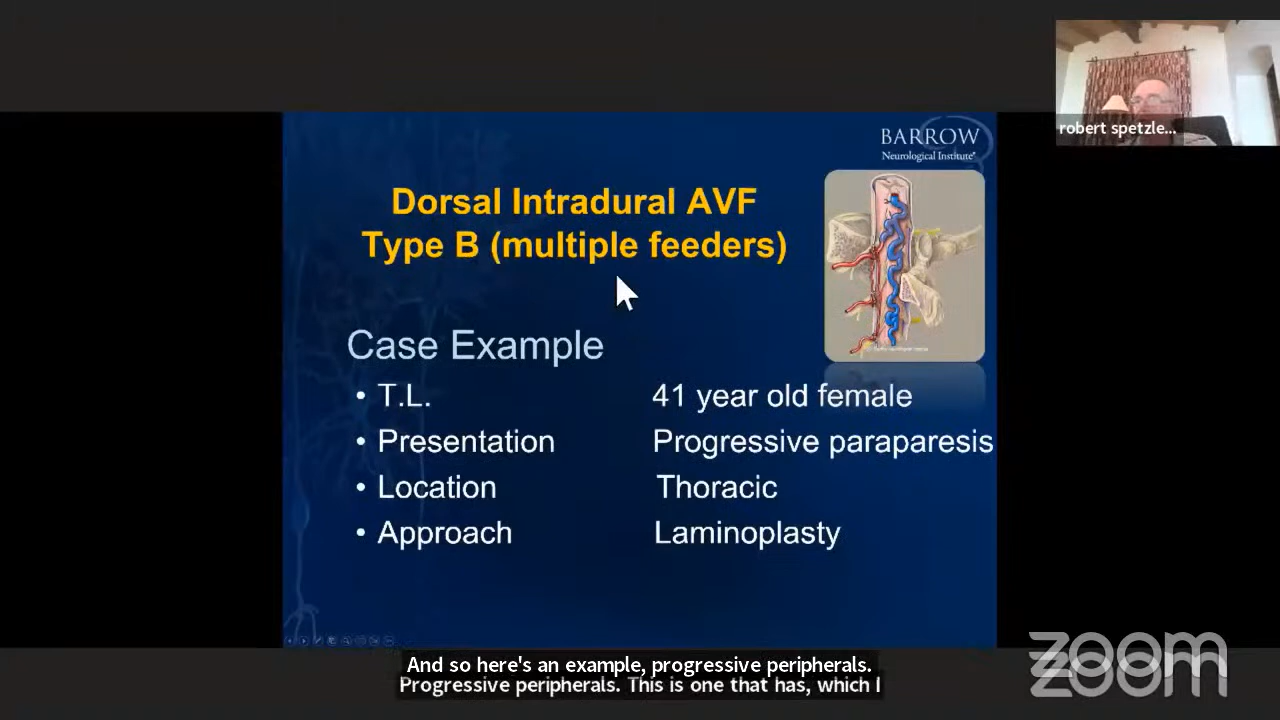 robert spetzle...
BARROW
Neurological Institute®
Dorsal Intradural AVF
Type B (multiple feeders)
Case Example
• T.L. 41 year old female
• Presentation Progressive paraparesis
• Location Thoracic
• Approach Laminoplasty
And so here's an example, progressive peripherals.
Progressive peripherals. This is one that has, which I
zoom